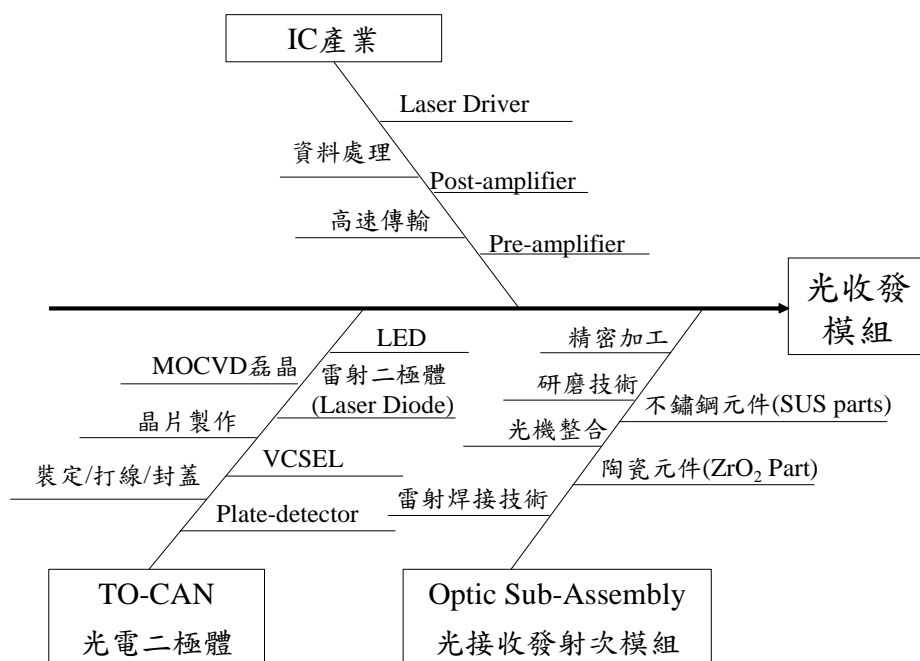 IC產業
Laser Driver
資料處理
Post-amplifier
高速傳輸
Pre-amplifier
光收發
模組
LED
MOCVD磊晶
雷射二極體
(Laser Diode)
晶片製作
VCSEL
裝定/打線/封蓋
Plate-detector
精密加工
研磨技術
不鏽鋼元件(SUS parts)
光機整合
陶瓷元件(ZrO₂ Part)
雷射焊接技術
TO-CAN
光電二極體
Optic Sub-Assembly
光接收發射次模組